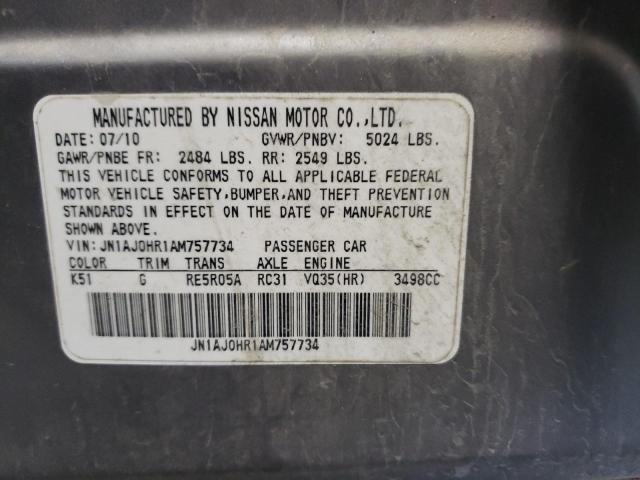 MANUFACTURED BY NISSAN MOTOR CO.,LTD.
DATE: 07/10 GVWR/PNBV: 5024 LBS.
GAWR/PNBE FR: 2484 LBS. RR: 2549 LBS.
THIS VEHICLE CONFORMS TO ALL APPLICABLE FEDERAL
MOTOR VEHICLE SAFETY,BUMPER,AND THEFT PREVENTION
STANDARDS IN EFFECT ON THE DATE OF MANUFACTURE
SHOWN ABOVE.
VIN: JN1AJ0HR1AM757734 PASSENGER CAR
COLOR TRIM TRANS AXLE ENGINE
K51 G RE5R05A RC31 VQ35(HR) 3498CC
JN1AJ0HR1AM757734